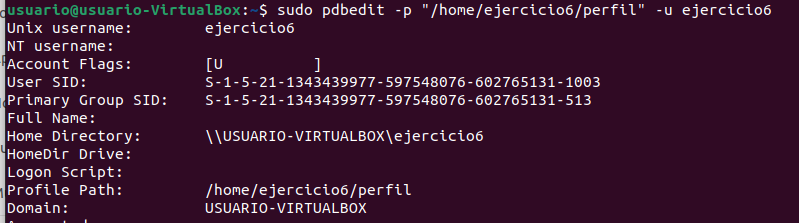 usuario@usuario-VirtualBox:~$ sudo pdbedit -p "/home/ejercicio6/perfil" -u ejercicio6
Unix username:        ejercicio6
NT username:
Account Flags:        [U          ]
User SID:             S-1-5-21-1343439977-597548076-602765131-1003
Primary Group SID:    S-1-5-21-1343439977-597548076-602765131-513
Full Name:
Home Directory:       \\USUARIO-VIRTUALBOX\ejercicio6
HomeDir Drive:
Logon Script:
Profile Path:         /home/ejercicio6/perfil
Domain:               USUARIO-VIRTUALBOX